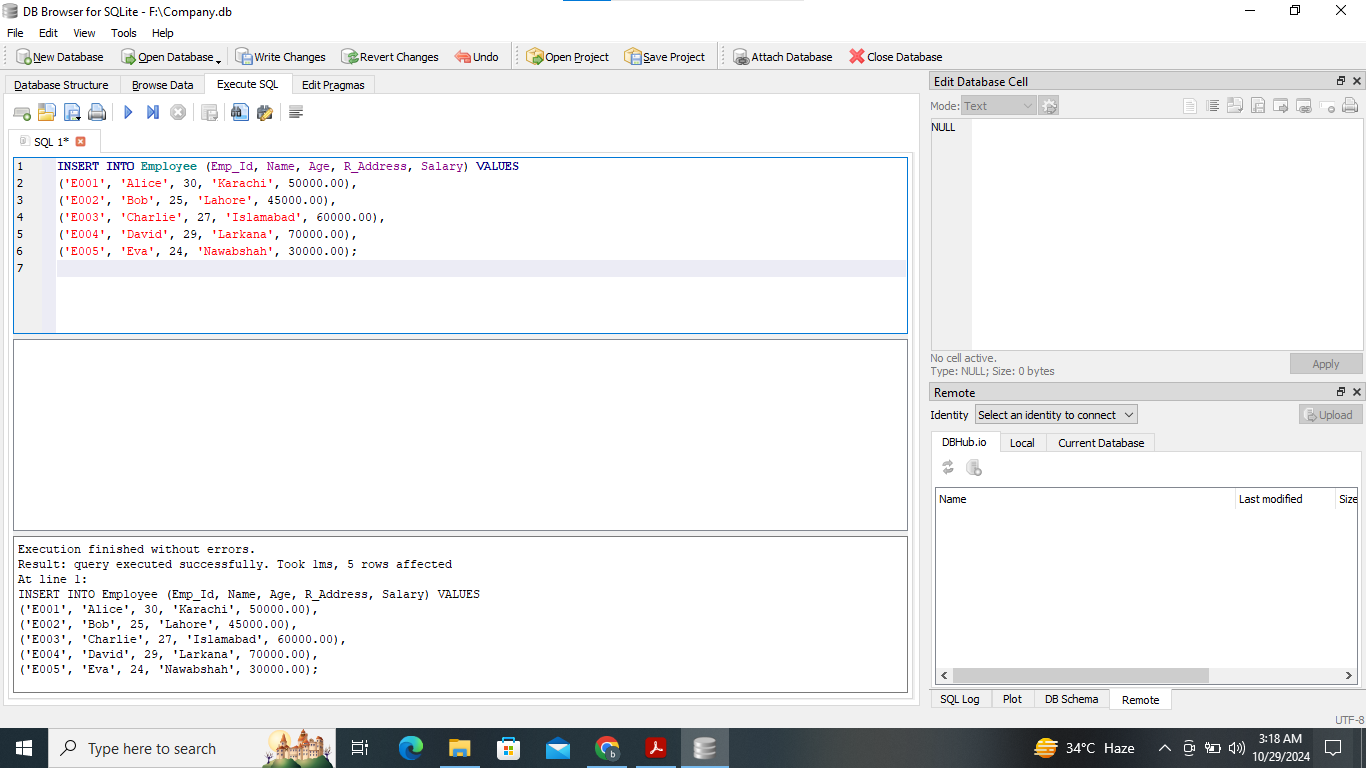 DB Browser for SQLite - F:\Company.db
File Edit View Tools Help
New Database Open Database Write Changes Revert Changes Undo Open Project Save Project Attach Database Close Database
Database Structure Browse Data Execute SQL Edit Pragmas
SQL 1*
1 INSERT INTO Employee (Emp_Id, Name, Age, R_Address, Salary) VALUES
2 ('E001', 'Alice', 30, 'Karachi', 50000.00),
3 ('E002', 'Bob', 25, 'Lahore', 45000.00),
4 ('E003', 'Charlie', 27, 'Islamabad', 60000.00),
5 ('E004', 'David', 29, 'Larkana', 70000.00),
6 ('E005', 'Eva', 24, 'Nawabshah', 30000.00);
7
Execution finished without errors.
Result: query executed successfully. Took 1ms, 5 rows affected
At line 1:
INSERT INTO Employee (Emp_Id, Name, Age, R_Address, Salary) VALUES
('E001', 'Alice', 30, 'Karachi', 50000.00),
('E002', 'Bob', 25, 'Lahore', 45000.00),
('E003', 'Charlie', 27, 'Islamabad', 60000.00),
('E004', 'David', 29, 'Larkana', 70000.00),
('E005', 'Eva', 24, 'Nawabshah', 30000.00);
Edit Database Cell
Mode: Text
NULL
No cell active.
Type: NULL; Size: 0 bytes
Apply
Remote
Identity Select an identity to connect Upload
DBHub.io Local Current Database
Name Last modified Size
SQL Log Plot DB Schema Remote
UTF-8
Type here to search
34°C Haze
3:18 AM
10/29/2024